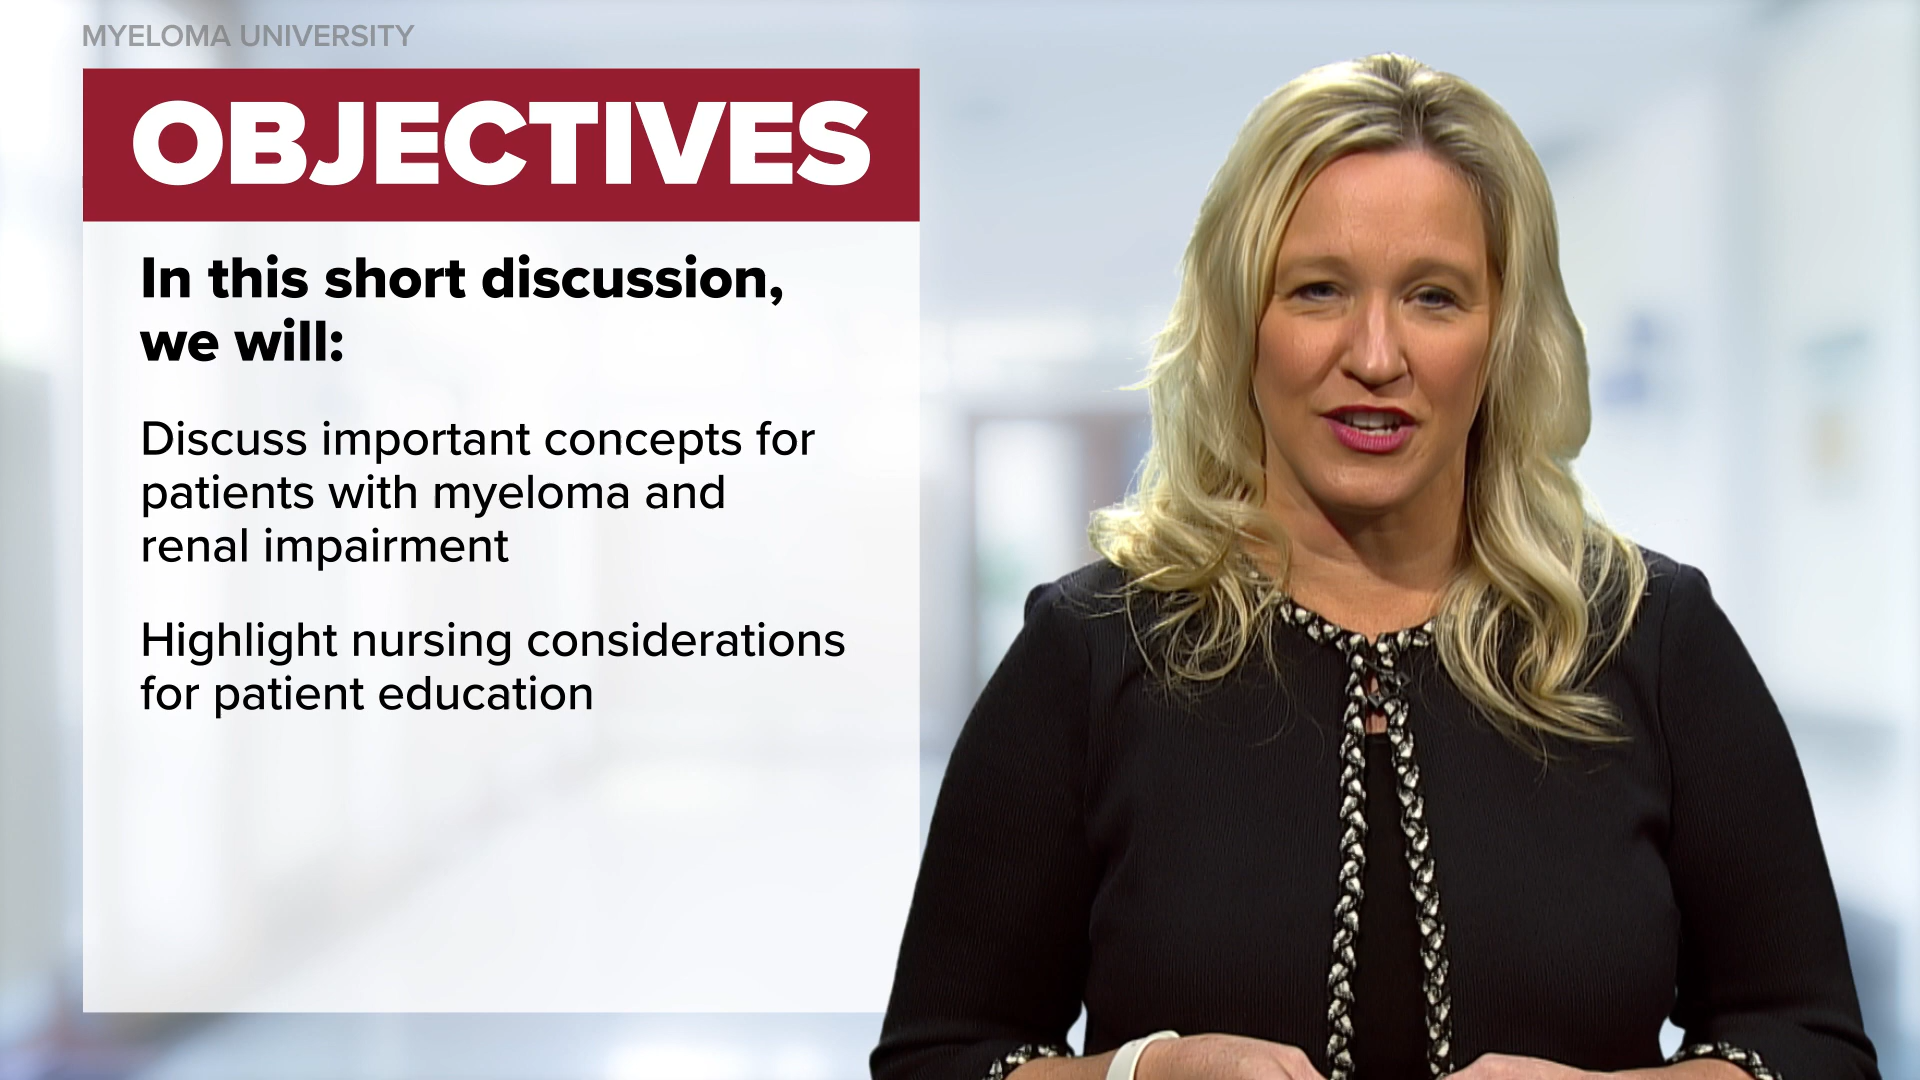 MYELOMA UNIVERSITY
OBJECTIVES
In this short discussion,
we will:
Discuss important concepts for
patients with myeloma and
renal impairment
Highlight nursing considerations
for patient education